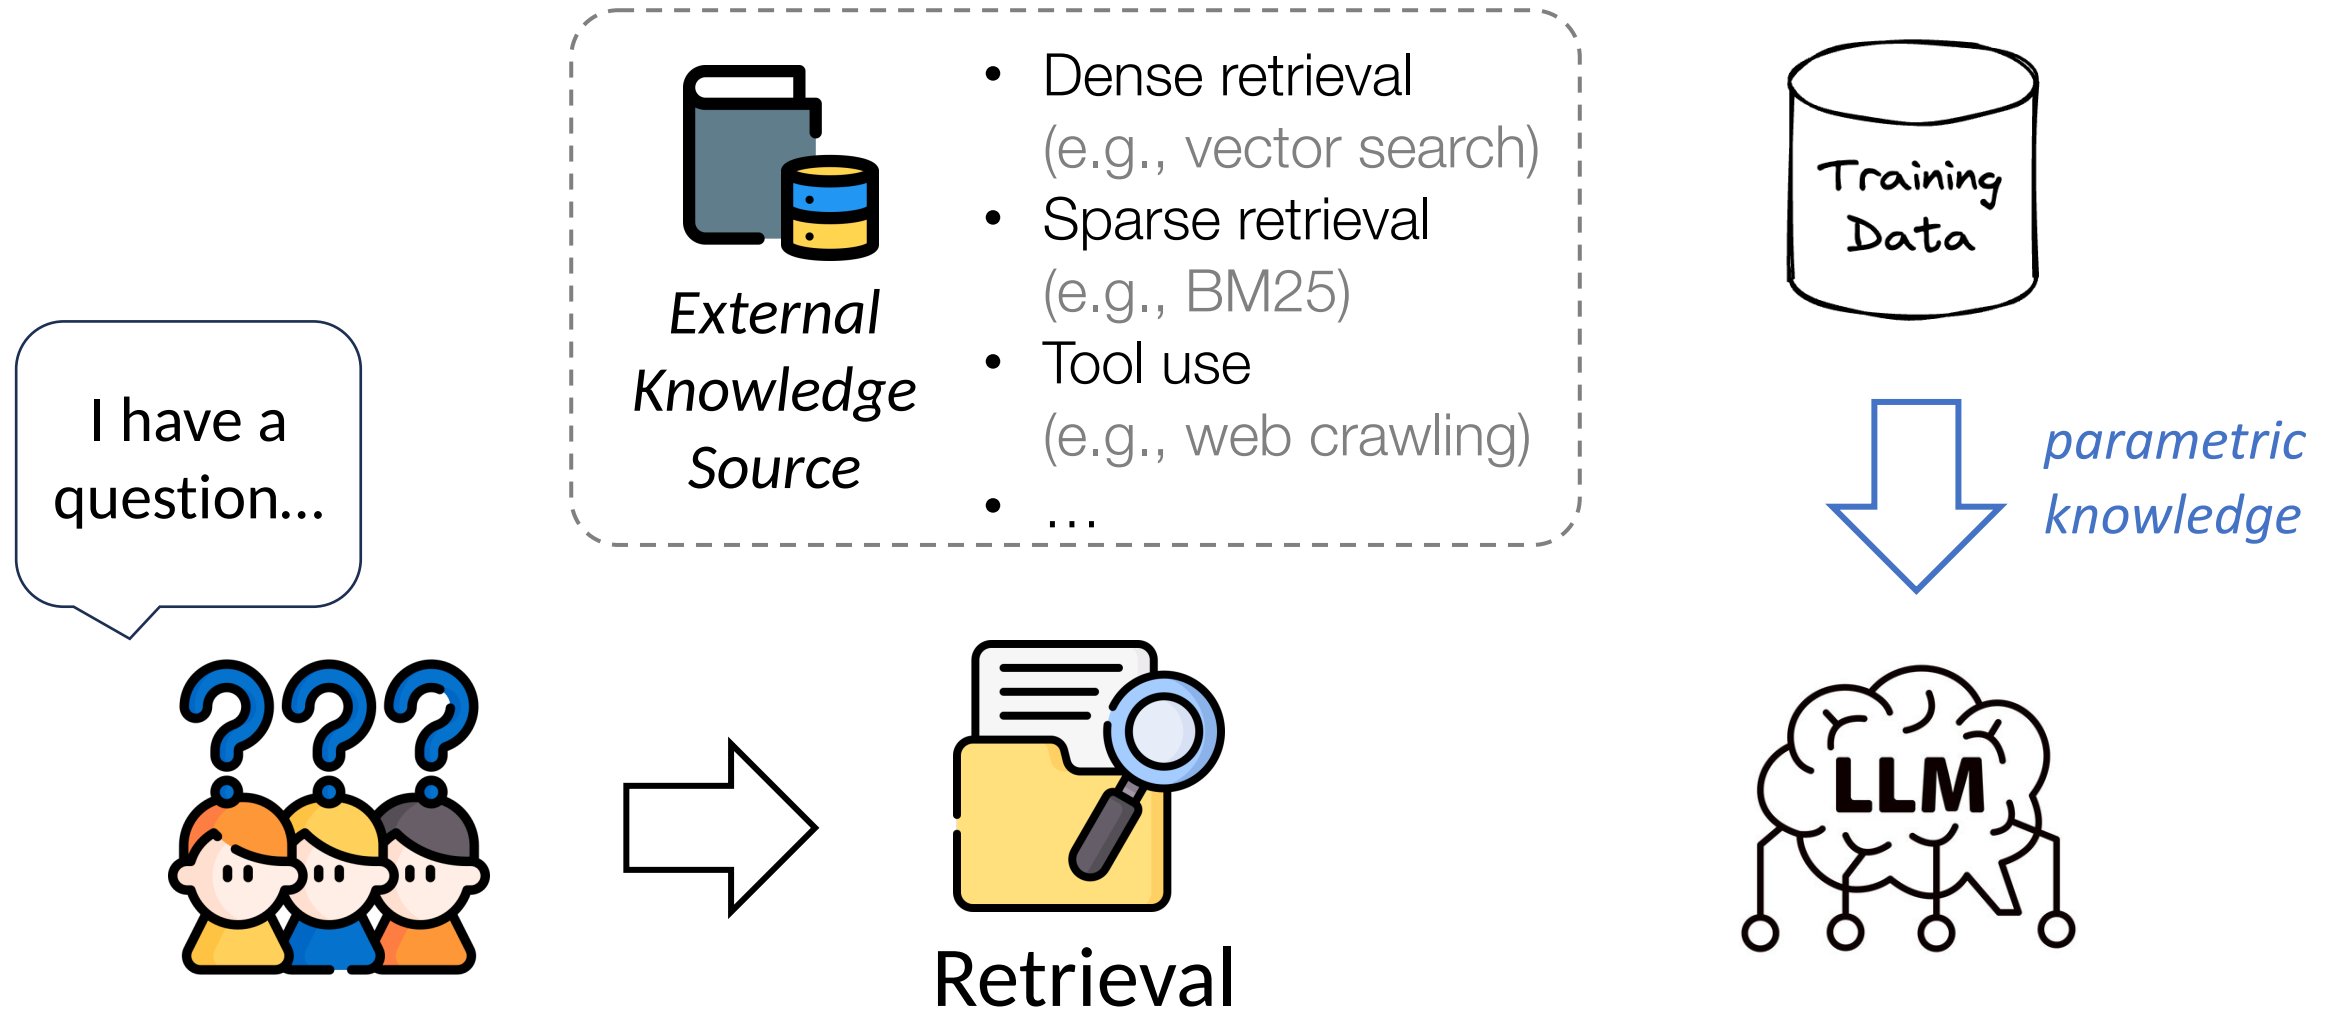 I have a
question...
External
Knowledge
Source
• Dense retrieval
(e.g., vector search)
• Sparse retrieval
(e.g., BM25)
• Tool use
(e.g., web crawling)
• ...
Training
Data
parametric
knowledge
LLM
Retrieval